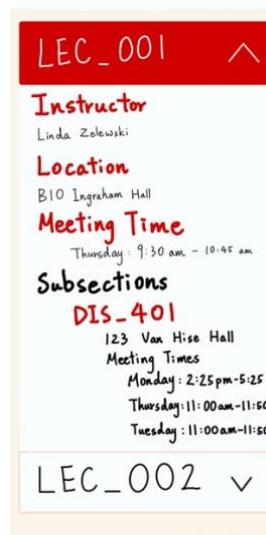 LEC_001
Instructor
Linda Zelewski
Location
B10 Ingraham Hall
Meeting Time
Thursday: 9:30 am - 10:45 am
Subsections
DIS_401
123 Van Hise Hall
Meeting Times
Monday: 2:25pm-5:25
Thursday: 11:00am-11:50
Tuesday: 11:00am-11:50
LEC_002